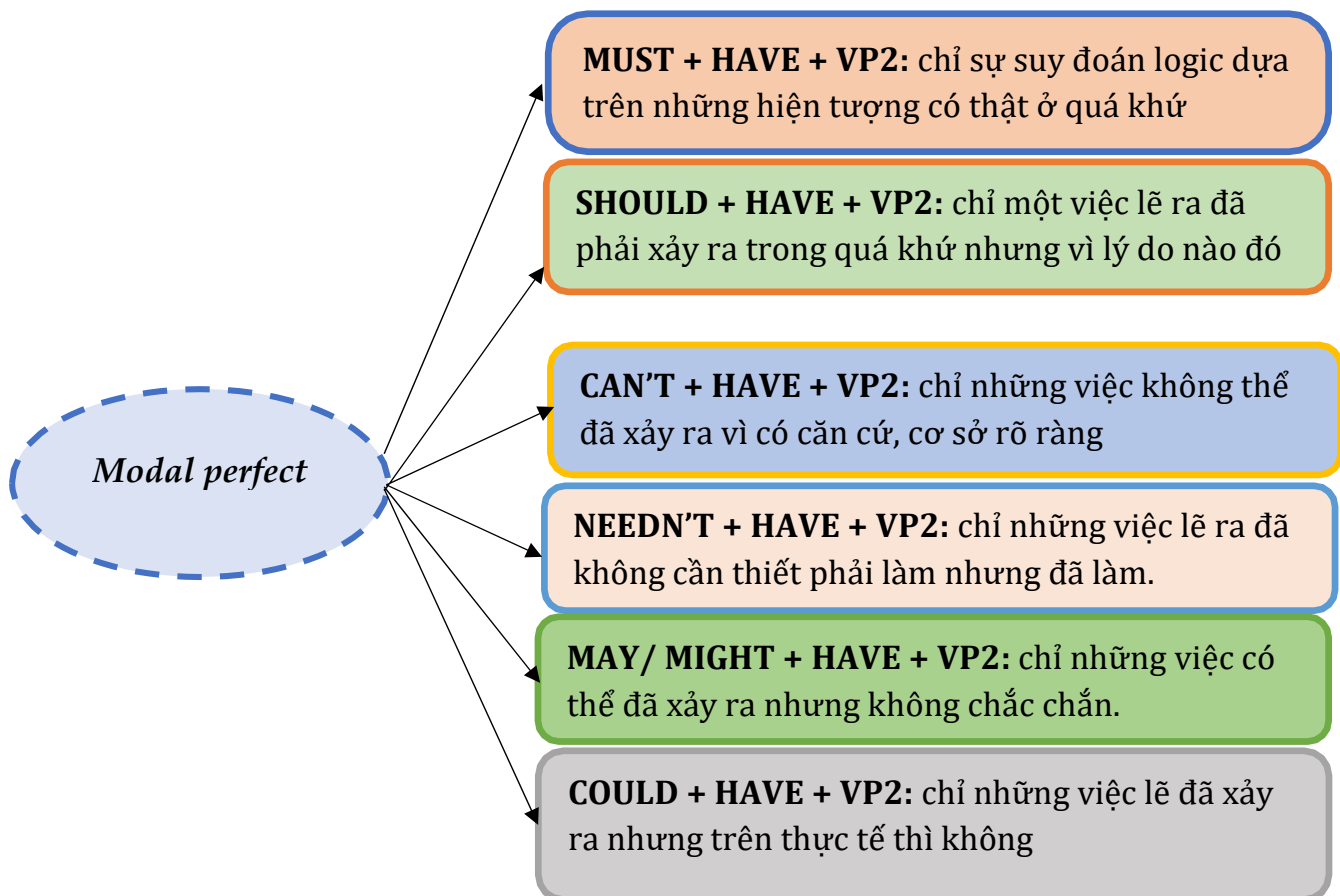 MUST + HAVE + VP2: chỉ sự suy đoán logic dựa
trên những hiện tượng có thật ở quá khứ
SHOULD + HAVE + VP2: chỉ một việc lẽ ra đã
phải xảy ra trong quá khứ nhưng vì lý do nào đó
CAN’T + HAVE + VP2: chỉ những việc không thể
đã xảy ra vì có căn cứ, cơ sở rõ ràng
Modal perfect
NEEDN’T + HAVE + VP2: chỉ những việc lẽ ra đã
không cần thiết phải làm nhưng đã làm.
MAY/ MIGHT + HAVE + VP2: chỉ những việc có
thể đã xảy ra nhưng không chắc chắn.
COULD + HAVE + VP2: chỉ những việc lẽ đã xảy
ra nhưng trên thực tế thì không